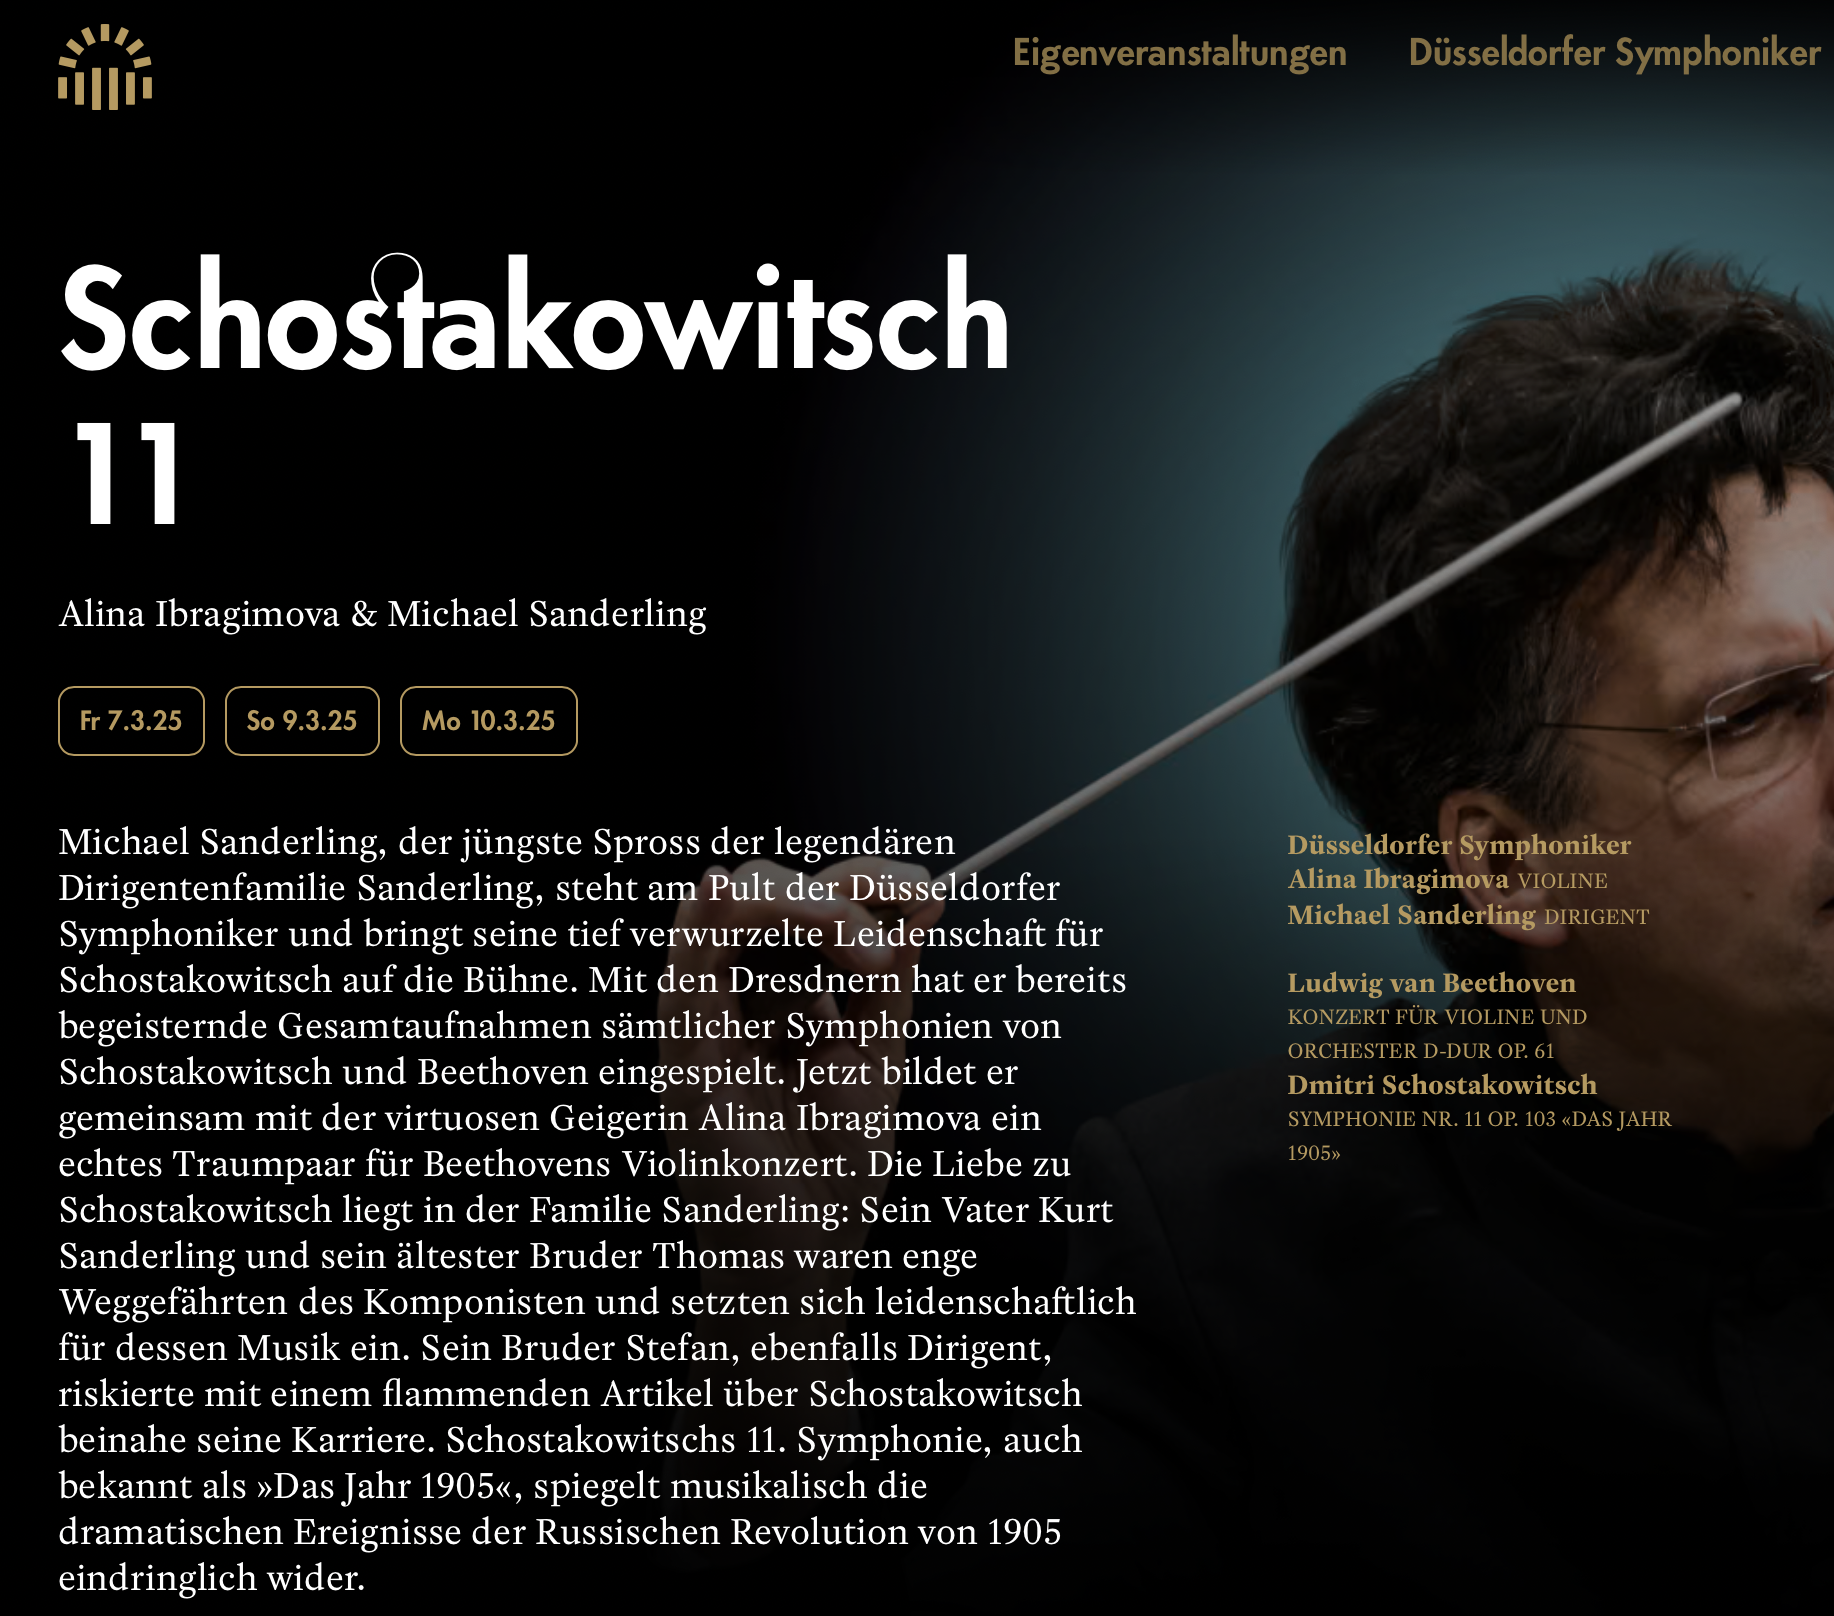 Eigenveranstaltungen Düsseldorfer Symphoniker
Schostakowitsch
11
Alina Ibragimova & Michael Sanderling
Fr 7.3.25 So 9.3.25 Mo 10.3.25
Michael Sanderling, der jüngste Spross der legendären
Dirigentenfamilie Sanderling, steht am Pult der Düsseldorfer
Symphoniker und bringt seine tief verwurzelte Leidenschaft für
Schostakowitsch auf die Bühne. Mit den Dresdnern hat er bereits
begeisternde Gesamtaufnahmen sämtlicher Symphonien von
Schostakowitsch und Beethoven eingespielt. Jetzt bildet er
gemeinsam mit der virtuosen Geigerin Alina Ibragimova ein
echtes Traumpaar für Beethovens Violinkonzert. Die Liebe zu
Schostakowitsch liegt in der Familie Sanderling: Sein Vater Kurt
Sanderling und sein ältester Bruder Thomas waren enge
Weggefährten des Komponisten und setzten sich leidenschaftlich
für dessen Musik ein. Sein Bruder Stefan, ebenfalls Dirigent,
riskierte mit einem flammenden Artikel über Schostakowitsch
beinahe seine Karriere. Schostakowitschs 11. Symphonie, auch
bekannt als »Das Jahr 1905«, spiegelt musikalisch die
dramatischen Ereignisse der Russischen Revolution von 1905
eindringlich wider.
Düsseldorfer Symphoniker
Alina Ibragimova VIOLINE
Michael Sanderling DIRIGENT
Ludwig van Beethoven
KONZERT FÜR VIOLINE UND
ORCHESTER D-DUR OP. 61
Dmitri Schostakowitsch
SYMPHONIE NR. 11 OP. 103 «DAS JAHR
1905»